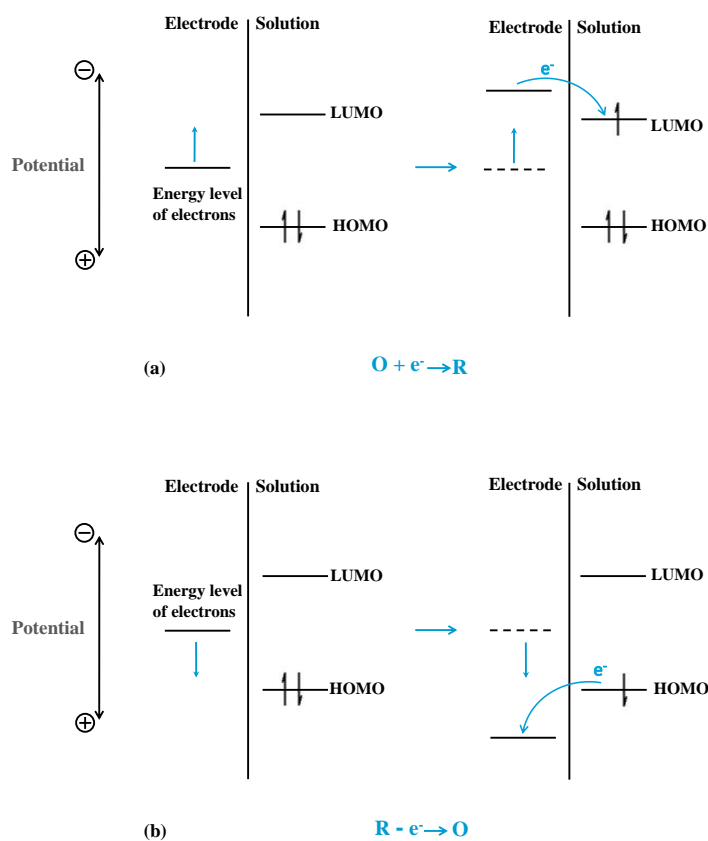 Electrode Solution
Electrode Solution
e-
LUMO
LUMO
Potential
Energy level
of electrons
HOMO
HOMO
(a)
O + e- → R
Electrode Solution
Electrode Solution
LUMO
LUMO
Energy level
of electrons
Potential
e-
HOMO
HOMO
(b)
R - e- → O